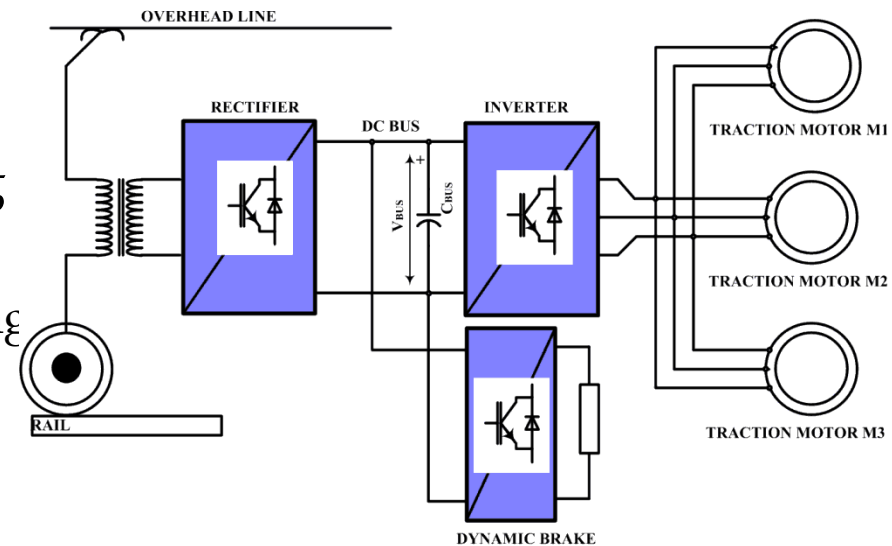 OVERHEAD LINE
RECTIFIER
DC BUS
INVERTER
TRACTION MOTOR M1
+
VBUS
CBUS
TRACTION MOTOR M2
RAIL
TRACTION MOTOR M3
DYNAMIC BRAKE